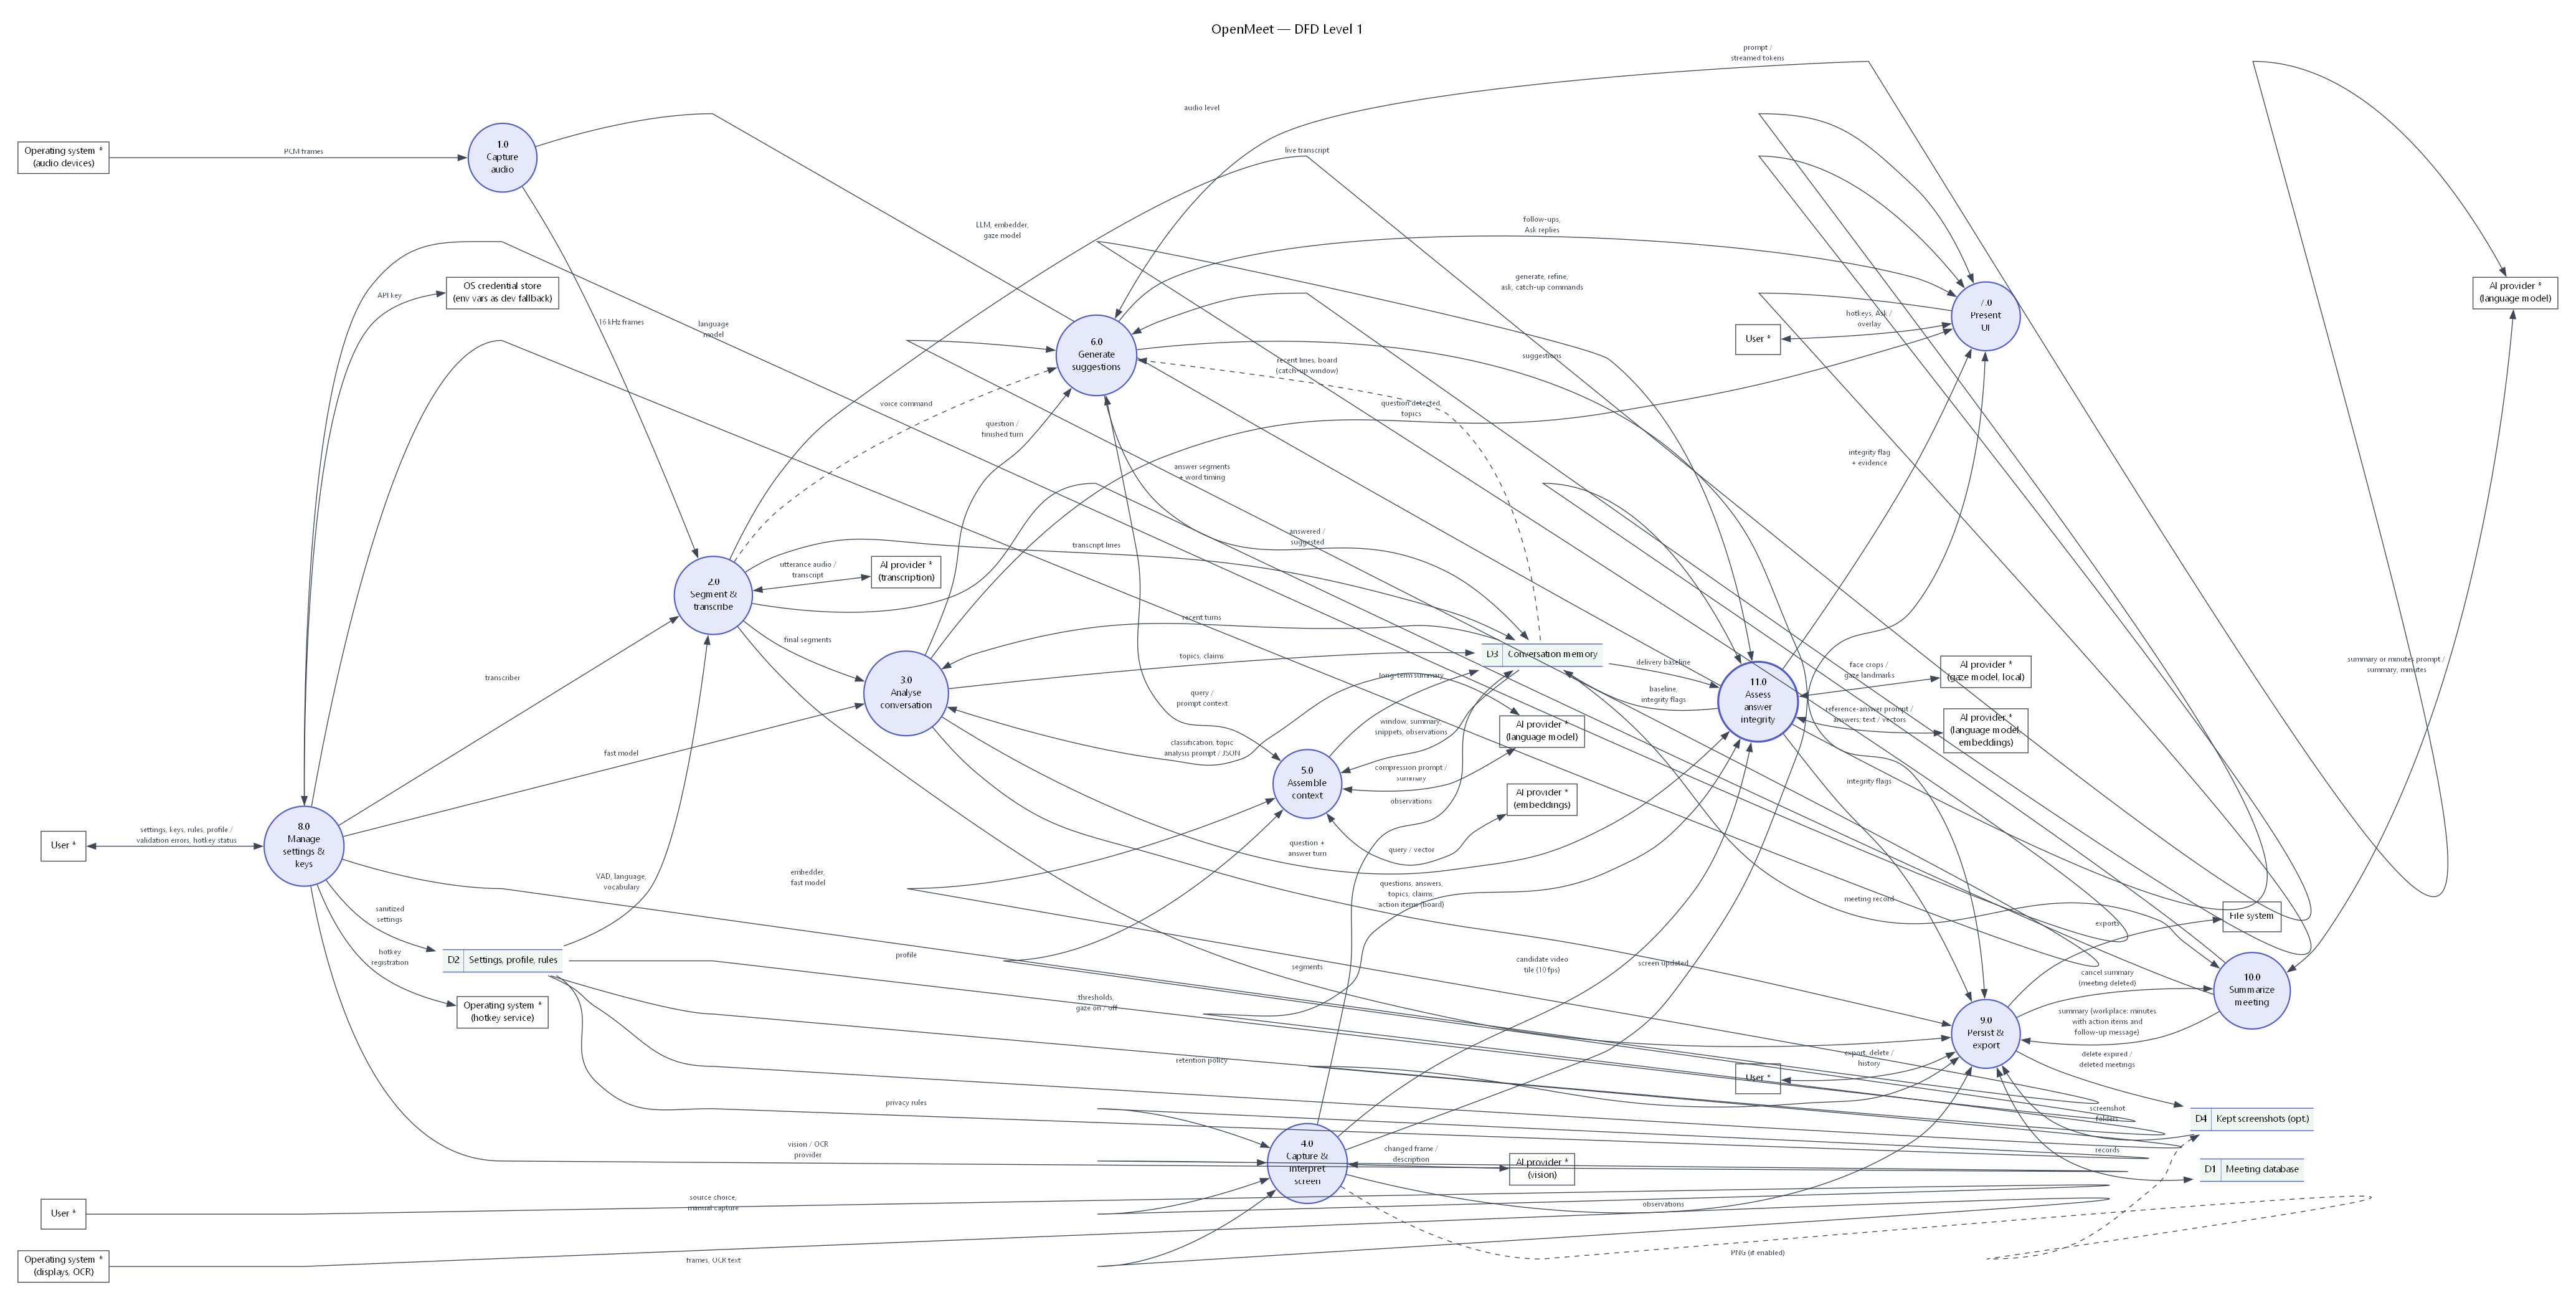 OpenMeet — DFD Level 1
prompt /
streamed tokens
audio level
1.0
Capture
audio
Operating system *
(audio devices)
PCM frames
live transcript
follow-ups,
Ask replies
LLM, embedder,
gaze model
OS credential store
(env vars as dev fallback)
API key
generate, refine,
ask, catch-up commands
AI provider *
(language model)
7.0
Present
UI
hotkeys, Ask /
overlay
User *
16 kHz frames
language
model
6.0
Generate
suggestions
suggestions
recent lines, board
(catch-up window)
voice command
question detected,
topics
question /
finished turn
integrity flag
+ evidence
answer segments
+ word timing
answered /
suggested
transcript lines
utterance audio /
transcript
AI provider *
(transcription)
2.0
Segment &
transcribe
recent turns
final segments
D3 Conversation memory
topics, claims
delivery baseline
face crops /
gaze landmarks
AI provider *
(gaze model, local)
summary or minutes prompt /
summary, minutes
transcriber
3.0
Analyse
conversation
long-term summary
11.0
Assess
answer
integrity
baseline,
integrity flags
query /
prompt context
reference-answer prompt /
answers; text / vectors
AI provider *
(language model,
embeddings)
window, summary,
snippets, observations
AI provider *
(language model)
fast model
classification, topic
analysis prompt / JSON
5.0
Assemble
context
compression prompt /
summary
integrity flags
AI provider *
(embeddings)
observations
8.0
Manage
settings &
keys
User *
settings, keys, rules, profile /
validation errors, hotkey status
question +
answer turn
query / vector
VAD, language,
vocabulary
embedder,
fast model
questions, answers,
topics, claims,
action items (board)
meeting record
sanitized
settings
File system
exports
hotkey
registration
D2 Settings, profile, rules
profile
segments
candidate video
tile (10 fps)
screen updated
cancel summary
(meeting deleted)
10.0
Summarize
meeting
Operating system *
(hotkey service)
thresholds,
gaze on / off
summary (workplace: minutes
with action items and
follow-up message)
9.0
Persist &
export
retention policy
export, delete /
history
User *
delete expired /
deleted meetings
privacy rules
screenshot
folders
D4 Kept screenshots (opt.)
vision / OCR
provider
4.0
Capture &
interpret
screen
changed frame /
description
AI provider *
(vision)
records
D1 Meeting database
User *
source choice,
manual capture
observations
Operating system *
(displays, OCR)
frames, OCR text
PNG (if enabled)